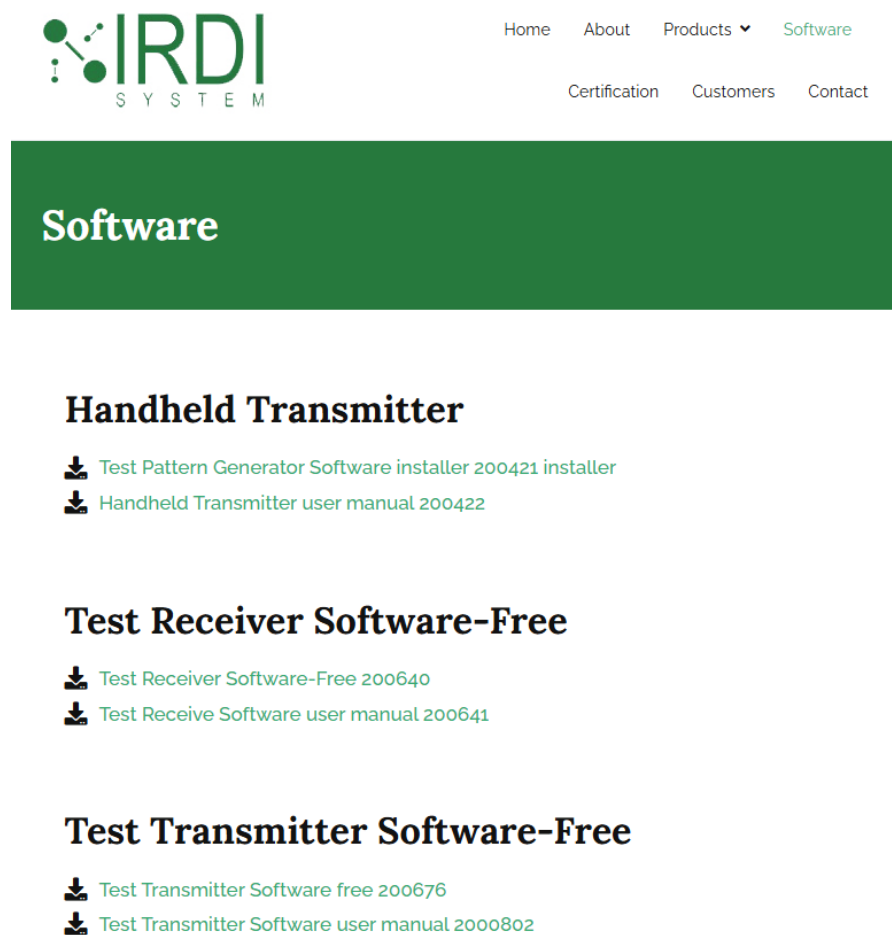 IRDI
SYSTEM
Home About Products Software
Certification Customers Contact
Software
Handheld Transmitter
Test Pattern Generator Software installer 200421 installer
Handheld Transmitter user manual 200422
Test Receiver Software-Free
Test Receiver Software-Free 200640
Test Receive Software user manual 200641
Test Transmitter Software-Free
Test Transmitter Software free 200676
Test Transmitter Software user manual 2000802